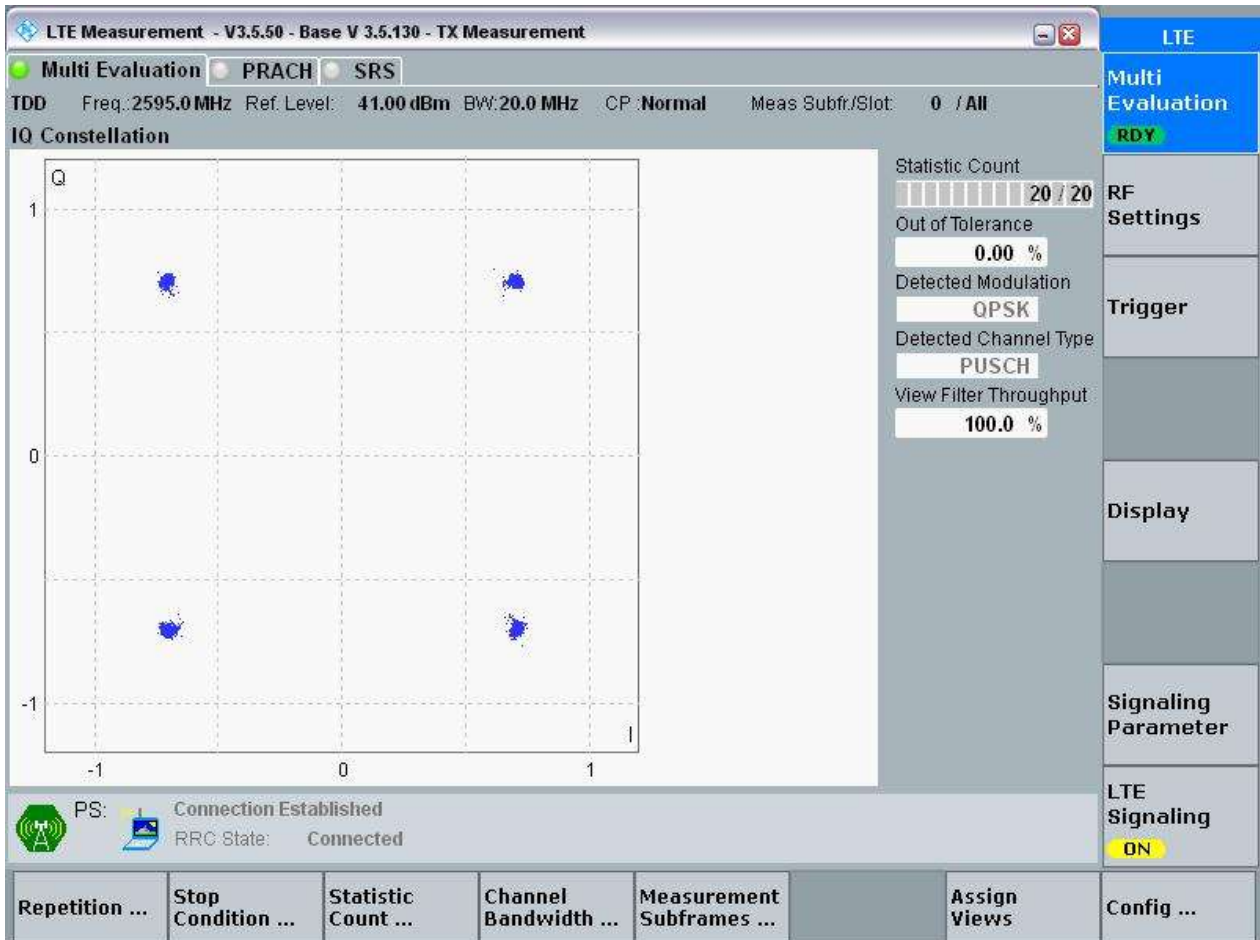 LTE Measurement - V3.5.50 - Base V 3.5.130 - TX Measurement
LTE
Multi Evaluation PRACH SRS
Multi
Evaluation
RDY
TDD Freq.:2595.0 MHz Ref. Level: 41.00 dBm BW:20.0 MHz CP :Normal Meas Subfr./Slot: 0 / All
IQ Constellation
Q
1
0
-1
-1 0 1
I
Statistic Count
20 / 20
Out of Tolerance
0.00 %
Detected Modulation
QPSK
Detected Channel Type
PUSCH
View Filter Throughput
100.0 %
RF
Settings
Trigger
Display
Signaling
Parameter
LTE
Signaling
ON
PS: Connection Established
RRC State: Connected
Repetition ...
Stop
Condition ...
Statistic
Count ...
Channel
Bandwidth ...
Measurement
Subframes ...
Assign
Views
Config ...